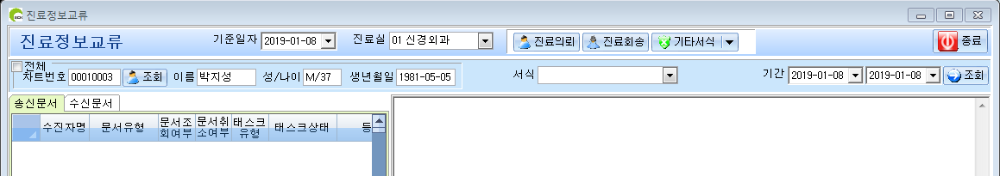 진료정보교류
진료정보교류 기준일자 2019-01-08 진료실 01 신경외과 진료의뢰 진료회송 기타서식 종료
전체
차트번호 00010003 조회 이름 박지성 성/나이 M/37 생년월일 1981-05-05 서식 기간 2019-01-08 2019-01-08 조회
송신문서 수신문서
수진자명 문서유형 문서조회여부 문서취소여부 태스크유형 태스크상태 등